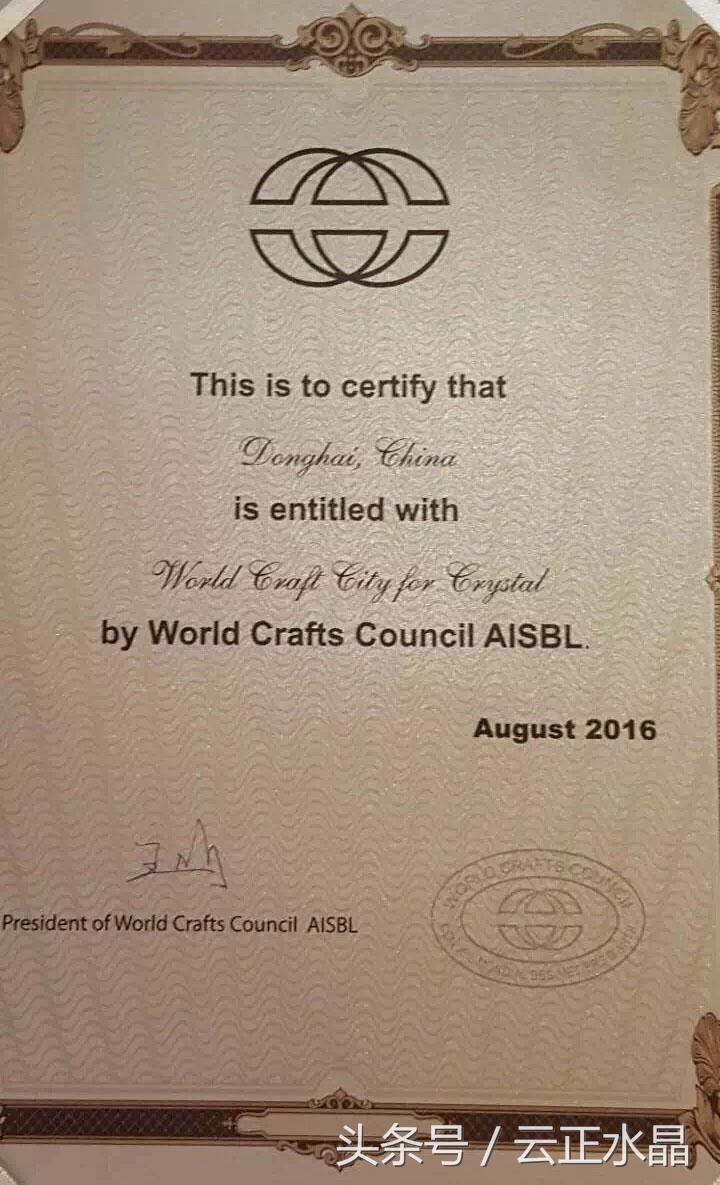 This is to certify that
Donghai, China
is entitled with
World Craft City for Crystal
by World Crafts Council AISBL.
August 2016
President of World Crafts Council AISBL
WORLD CRAFTS COUNCIL
头条号 / 云正水晶